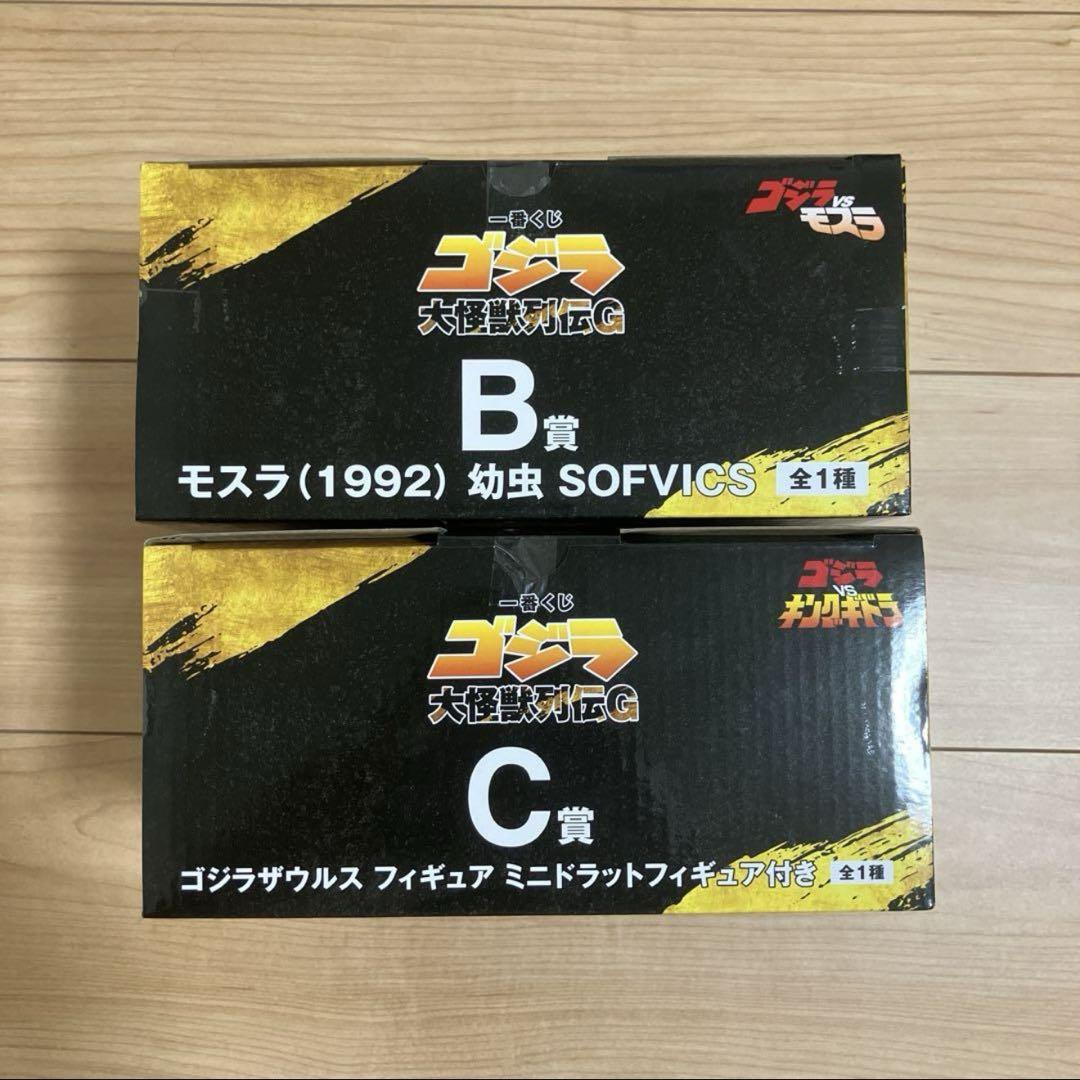 一番くじ
ゴジラVSモスラ
ゴジラ
大怪獣列伝G
B賞
モスラ(1992) 幼虫 SOFVICS 全1種
一番くじ
ゴジラVSキングギドラ
ゴジラ
大怪獣列伝G
C賞
ゴジラザウルス フィギュア ミニドラットフィギュア付き 全1種